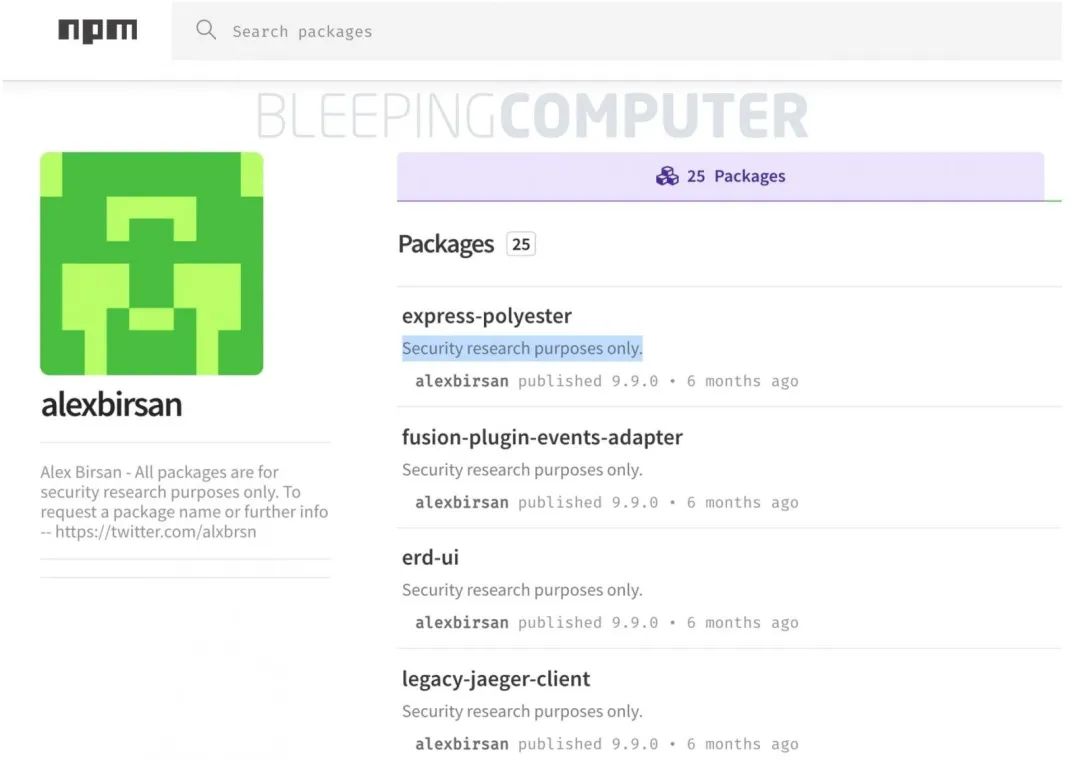 npm
Search packages
BLEEPINGCOMPUTER
25 Packages
Packages 25
express-polyester
Security research purposes only.
alexbirsan published 9.9.0 • 6 months ago
fusion-plugin-events-adapter
Security research purposes only.
alexbirsan published 9.9.0 • 6 months ago
erd-ui
Security research purposes only.
alexbirsan published 9.9.0 • 6 months ago
legacy-jaeger-client
Security research purposes only.
alexbirsan published 9.9.0 • 6 months ago
alexbirsan
Alex Birsan - All packages are for
security research purposes only. To
request a package name or further info
-- https://twitter.com/alxbrsn